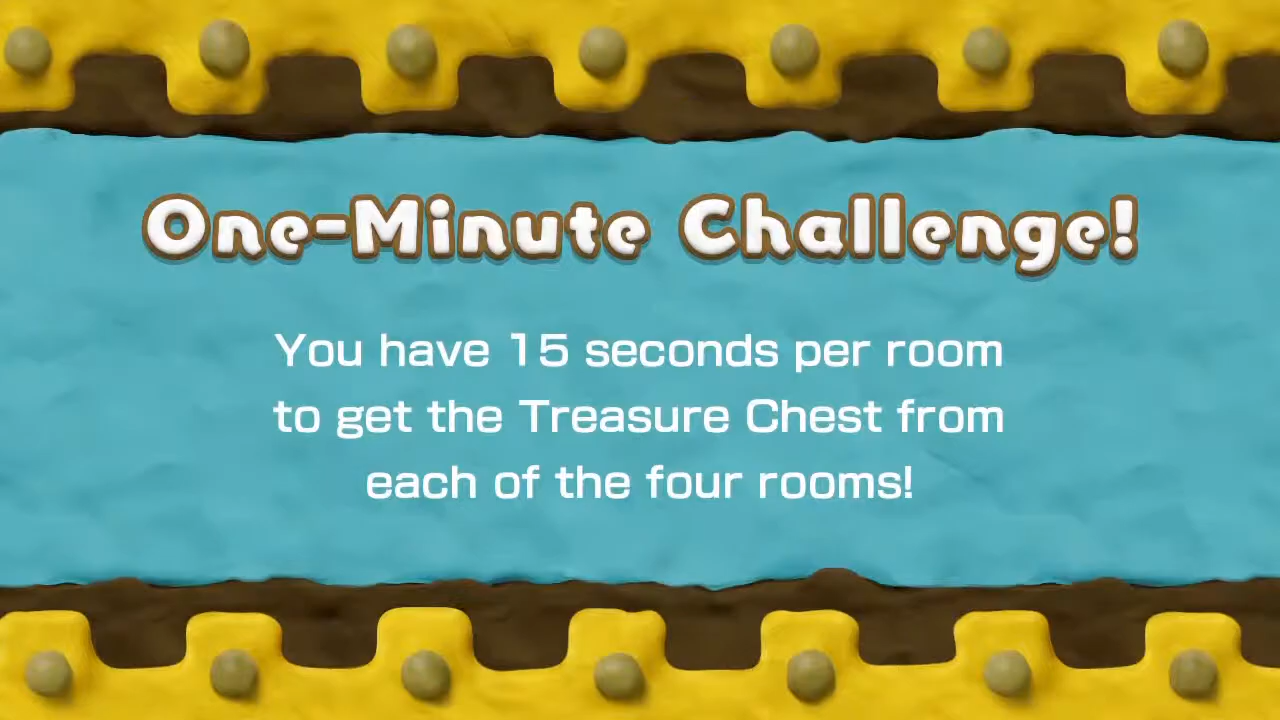 One-Minute Challenge!
You have 15 seconds per room
to get the Treasure Chest from
each of the four rooms!